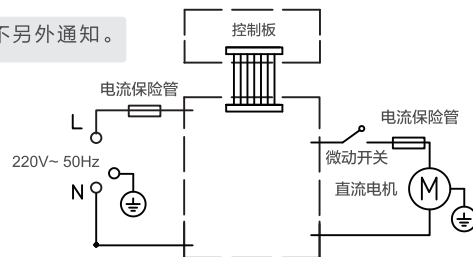 不另外通知。
控制板
电流保险管
电流保险管
L
220V~ 50Hz
微动开关
直流电机
M
N